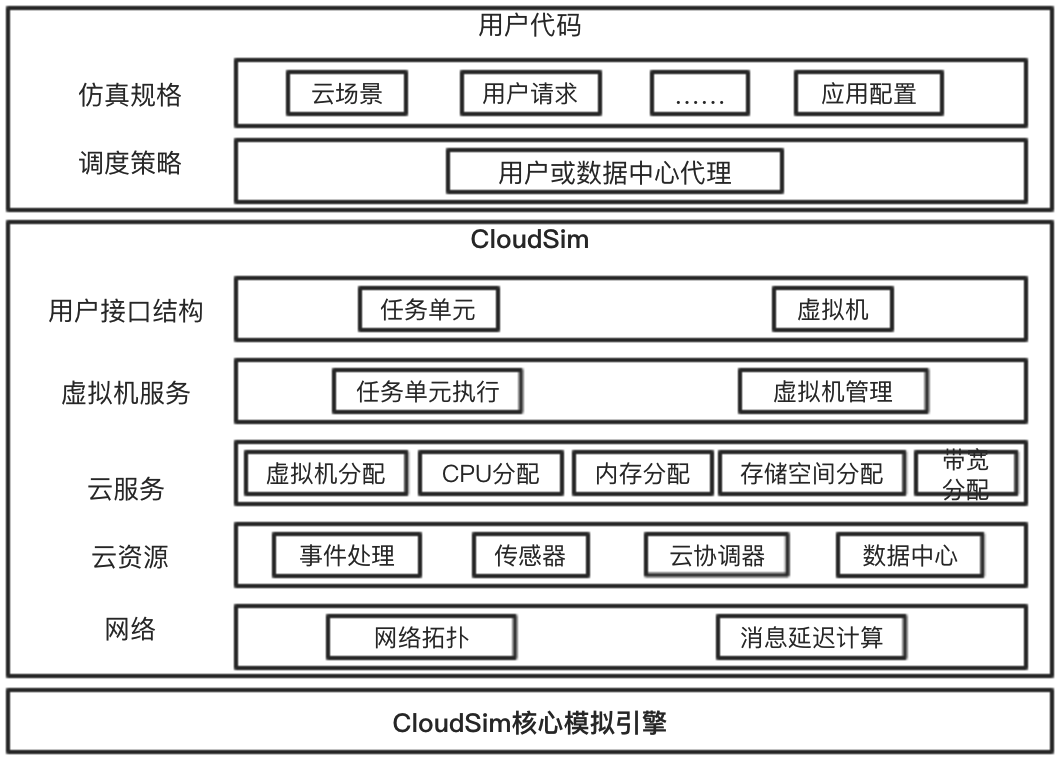 用户代码
仿真规格
云场景
用户请求
……
应用配置
调度策略
用户或数据中心代理
CloudSim
用户接口结构
任务单元
虚拟机
虚拟机服务
任务单元执行
虚拟机管理
云服务
虚拟机分配
CPU分配
内存分配
存储空间分配
带宽
分配
云资源
事件处理
传感器
云协调器
数据中心
网络
网络拓扑
消息延迟计算
CloudSim核心模拟引擎